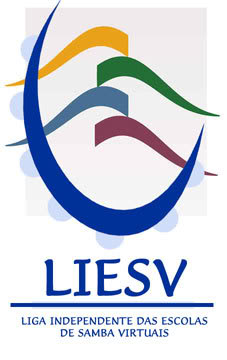 LIESV
LIGA INDEPENDENTE DAS ESCOLAS
DE SAMBA VIRTUAIS